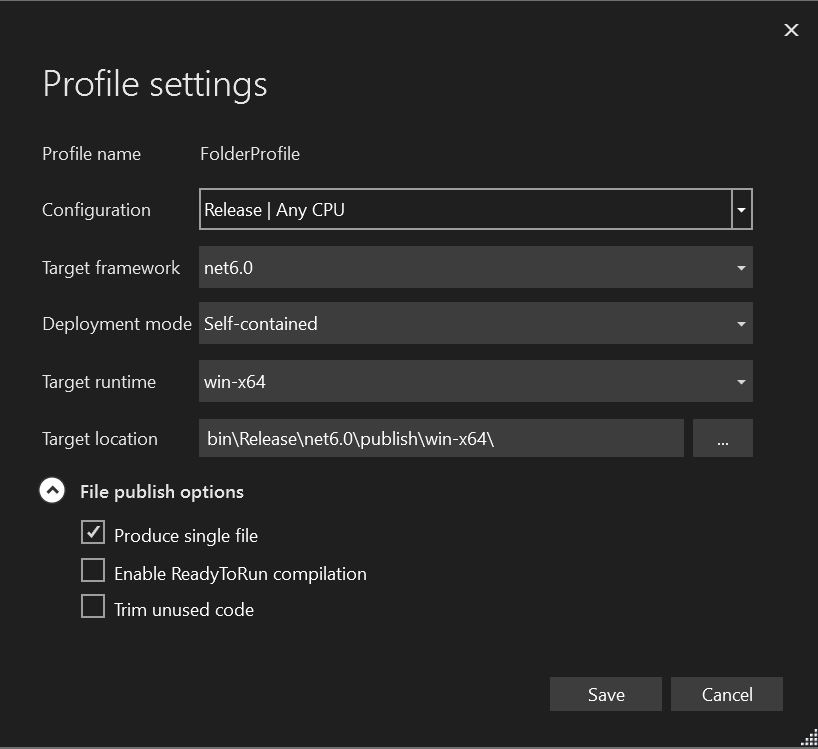 Profile settings
Profile name FolderProfile
Configuration Release | Any CPU
Target framework net6.0
Deployment mode Self-contained
Target runtime win-x64
Target location bin\Release\net6.0\publish\win-x64\ ...
File publish options
Produce single file
Enable ReadyToRun compilation
Trim unused code
Save Cancel